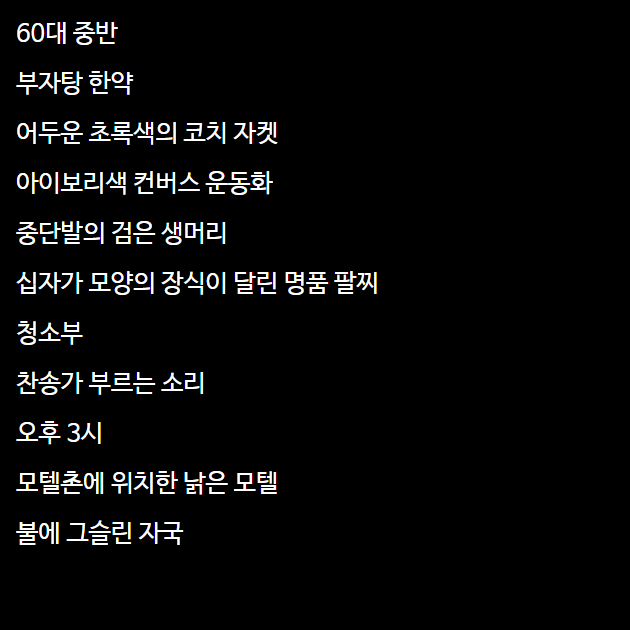 60대 중반
부자탕 한약
어두운 초록색의 코치 자켓
아이보리색 컨버스 운동화
중단발의 검은 생머리
십자가 모양의 장식이 달린 명품 팔찌
청소부
찬송가 부르는 소리
오후 3시
모텔촌에 위치한 낡은 모텔
불에 그슬린 자국